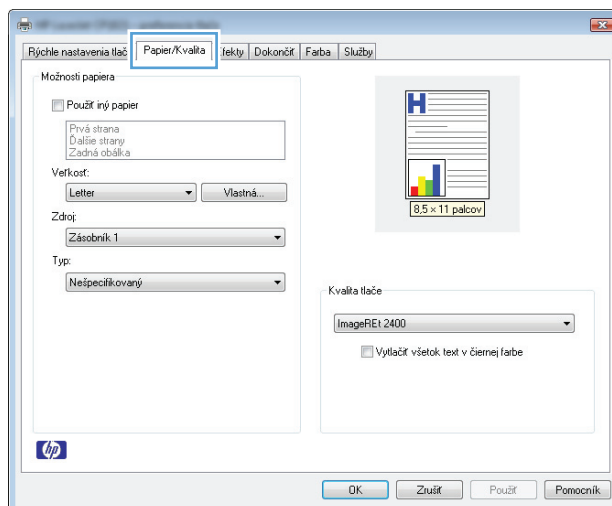 Rýchle nastavenia tlač
Papier/Kvalita
fekty
Dokončiť
Farba
Služby
Možnosti papiera
Použiť iný papier
Prvá strana
Ďalšie strany
Zadná obálka
Veľkosť:
Letter
Vlastná...
Zdroj:
Zásobník 1
Typ:
Nešpecifikovaný
H
8,5 × 11 palcov
Kvalita tlače
ImageREt 2400
Vytlačiť všetok text v čiernej farbe
hp
OK
Zrušiť
Použiť
Pomocník